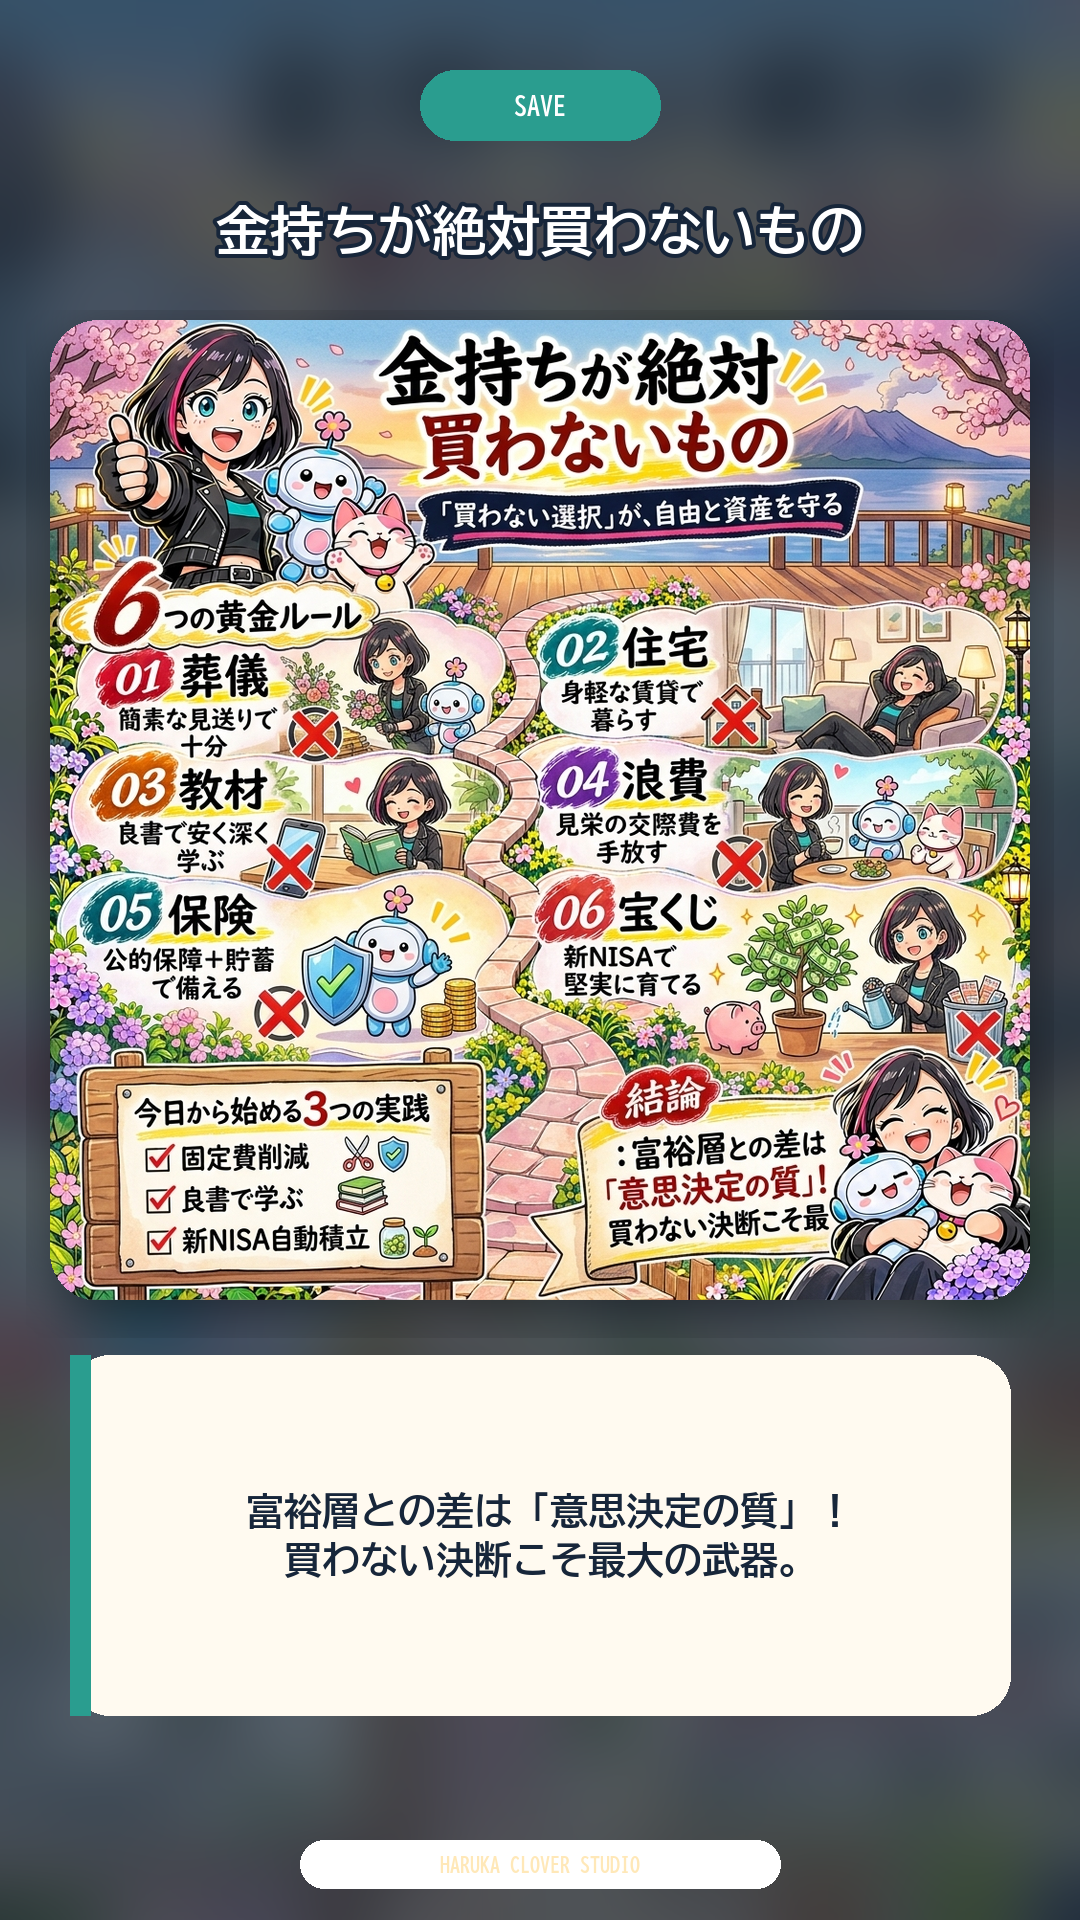 SAVE
金持ちが絶対買わないもの
金持ちが絶対
買わないもの
「買わない選択」が、自由と資産を守る
6つの黄金ルール
01 葬儀
簡素な見送りで
十分
02 住宅
身軽な賃貸で
暮らす
03 教材
良書で安く深く
学ぶ
04 浪費
見栄の交際費を
手放す
05 保険
公的保障＋貯蓄
で備える
06 宝くじ
新NISAで
堅実に育てる
今日から始める3つの実践
固定費削減
良書で学ぶ
新NISA自動積立
結論
：富裕層との差は
「意思決定の質」！
買わない決断こそ最
富裕層との差は「意思決定の質」！
買わない決断こそ最大の武器。
HARUKA CLOVER STUDIO